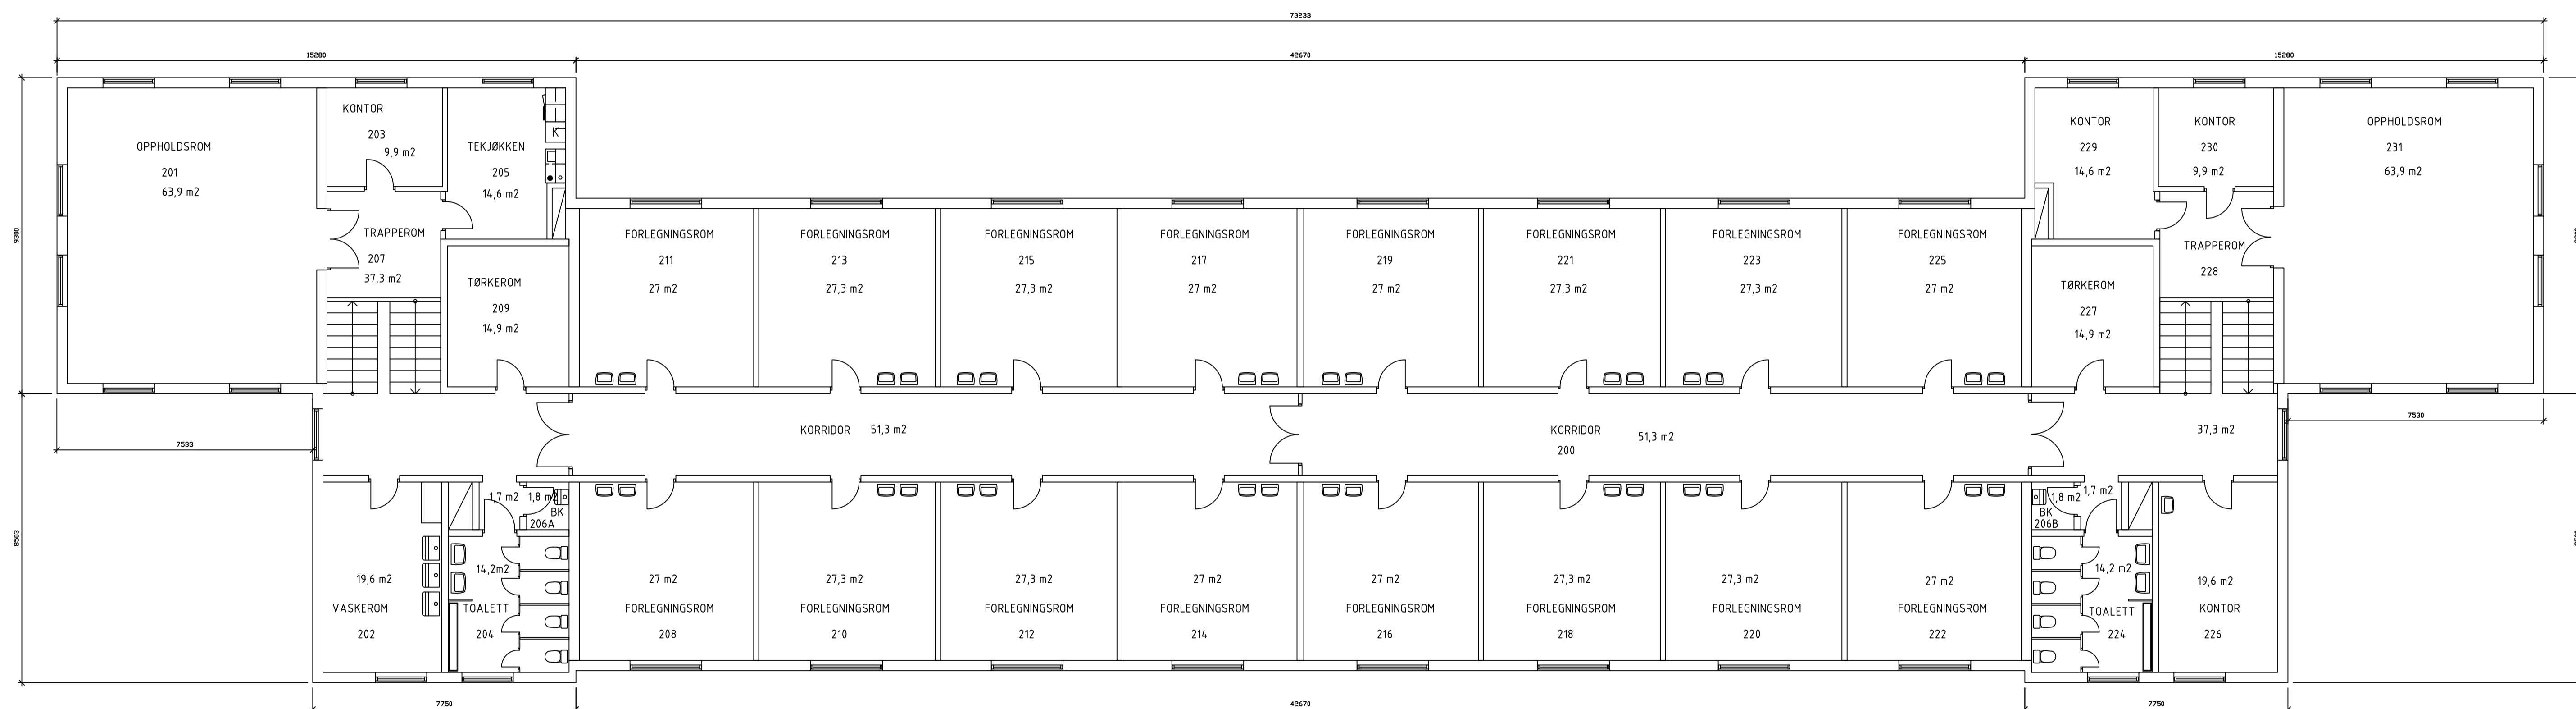 73233
15280
42670
15280
KONTOR
203
9,9 m2
OPPHOLDSROM
201
63,9 m2
TEKJØKKEN
205
14,6 m2
K
TRAPPEROM
207
37,3 m2
TØRKEROM
209
14,9 m2
9300
FORLEGNINGSROM
211
27 m2
FORLEGNINGSROM
213
27,3 m2
FORLEGNINGSROM
215
27,3 m2
FORLEGNINGSROM
217
27 m2
FORLEGNINGSROM
219
27 m2
FORLEGNINGSROM
221
27,3 m2
FORLEGNINGSROM
223
27,3 m2
FORLEGNINGSROM
225
27 m2
KONTOR
229
14,6 m2
KONTOR
230
9,9 m2
OPPHOLDSROM
231
63,9 m2
TRAPPEROM
228
TØRKEROM
227
14,9 m2
7533
KORRIDOR 51,3 m2
KORRIDOR 51,3 m2
200
37,3 m2
7530
8503
19,6 m2
VASKEROM
202
1,7 m2
1,8 m2
BK
206A
14,2m2
TOALETT
204
27 m2
FORLEGNINGSROM
208
27,3 m2
FORLEGNINGSROM
210
27,3 m2
FORLEGNINGSROM
212
27 m2
FORLEGNINGSROM
214
27 m2
FORLEGNINGSROM
216
27,3 m2
FORLEGNINGSROM
218
27,3 m2
FORLEGNINGSROM
220
27 m2
FORLEGNINGSROM
222
1,8 m2
1,7 m2
BK
206B
14,2 m2
TOALETT
224
19,6 m2
KONTOR
226
7750
42670
7750